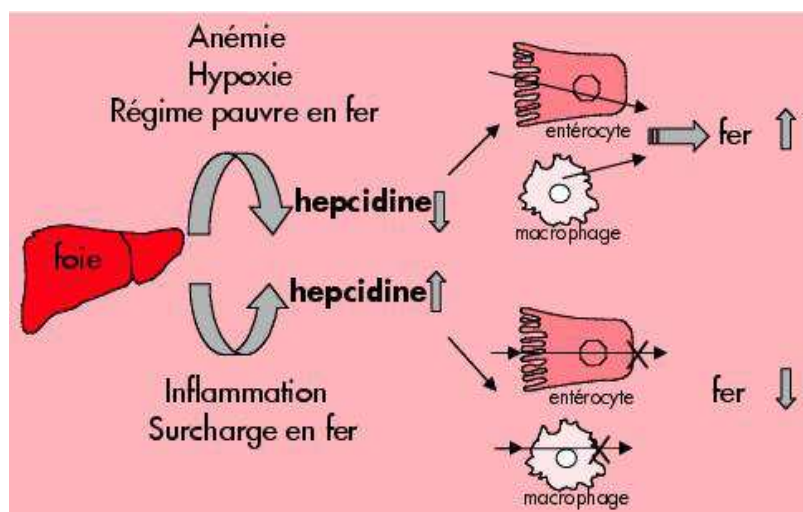 Anémie
Hypoxie
Régime pauvre en fer
entérocyte
fer
hepcidine
macrophage
foie
hepcidine
Inflammation
Surcharge en fer
entérocyte
fer
macrophage